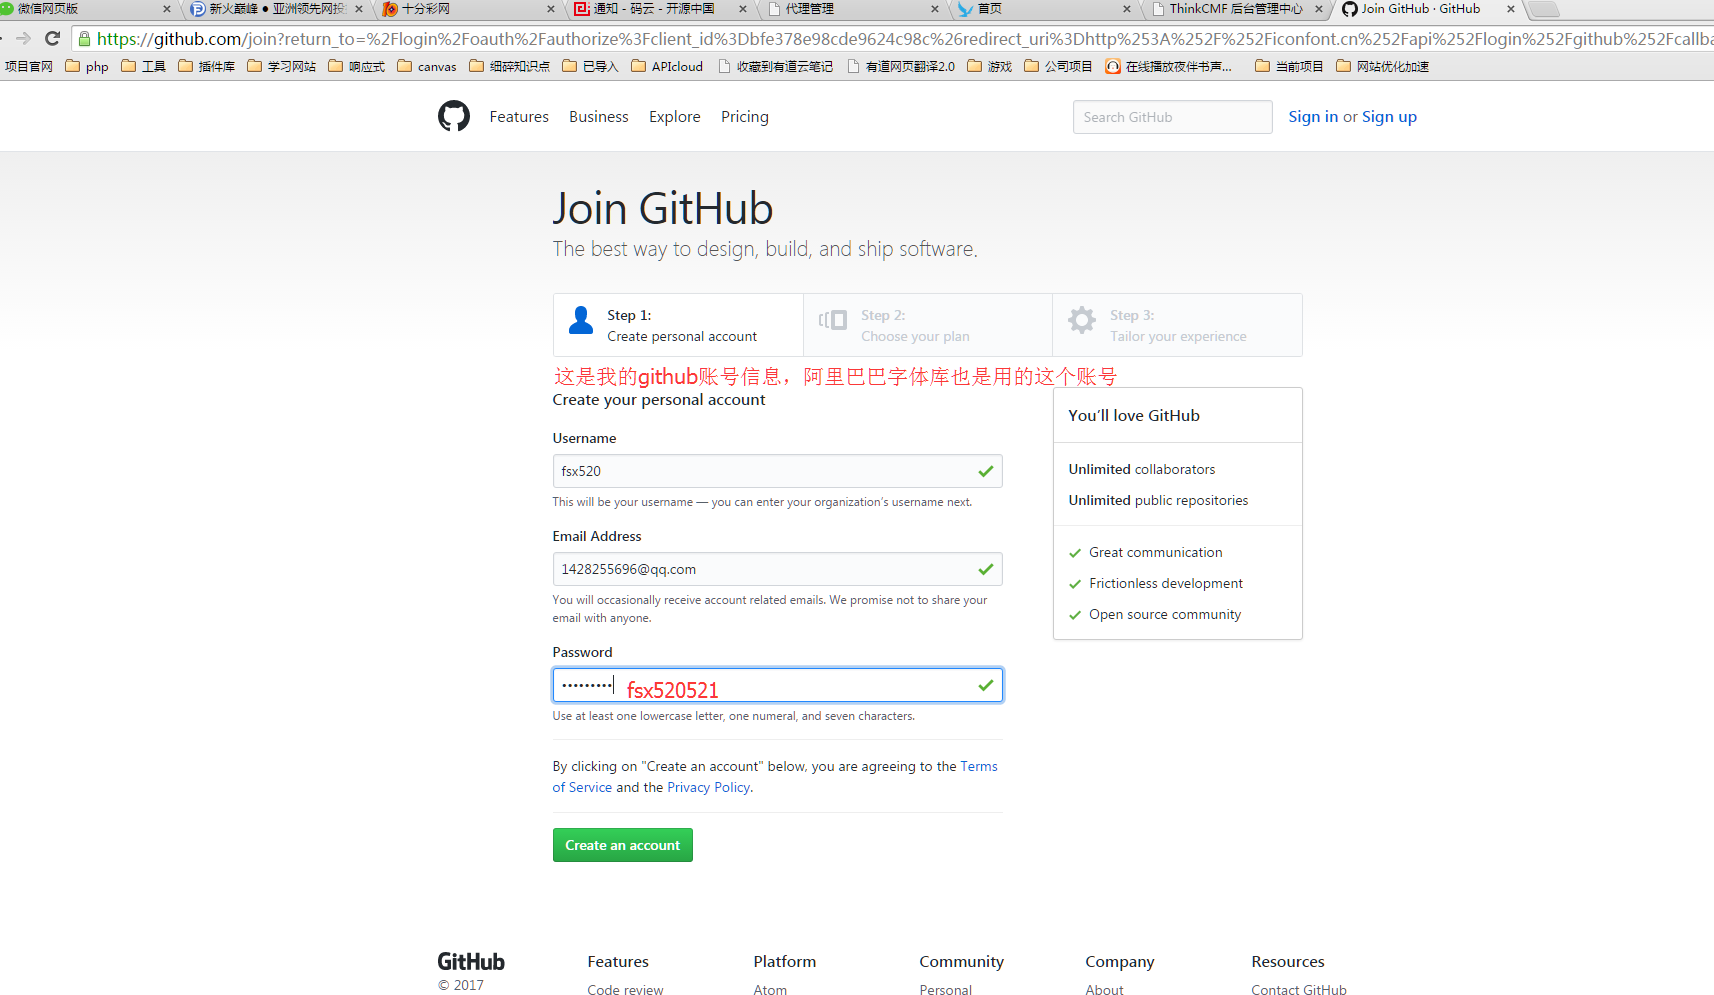 微信网页版
新火巅峰 ● 亚洲领先网投
十分彩网
通知 - 码云 - 开源中国
代理管理
首页
ThinkCMF 后台管理中心
Join GitHub · GitHub
https://github.com/join?return_to=%2Flogin%2Foauth%2Fauthorize%3Fclient_id%3Dbfe378e98cde9624c98c%26redirect_uri%3Dhttp%253A%252F%252Ficonfont.cn%252Fapi%252Flogin%252Fgithub%252Fcallba
项目官网 php 工具 插件库 学习网站 响应式 canvas 细碎知识点 已导入 APIcloud 收藏到有道云笔记 有道网页翻译2.0 游戏 公司项目 在线播放夜伴书声... 当前项目 网站优化加速
Features Business Explore Pricing
Search GitHub
Sign in or Sign up
Join GitHub
The best way to design, build, and ship software.
Step 1:
Create personal account
Step 2:
Choose your plan
Step 3:
Tailor your experience
这是我的github账号信息，阿里巴巴字体库也是用的这个账号
Create your personal account
Username
fsx520
This will be your username — you can enter your organization's username next.
Email Address
1428255696@qq.com
You will occasionally receive account related emails. We promise not to share your
email with anyone.
Password
••••••••• fsx520521
Use at least one lowercase letter, one numeral, and seven characters.
By clicking on "Create an account" below, you are agreeing to the Terms
of Service and the Privacy Policy.
Create an account
You'll love GitHub
Unlimited collaborators
Unlimited public repositories
Great communication
Frictionless development
Open source community
GitHub
© 2017
Features
Code review
Platform
Atom
Community
Personal
Company
About
Resources
Contact GitHub